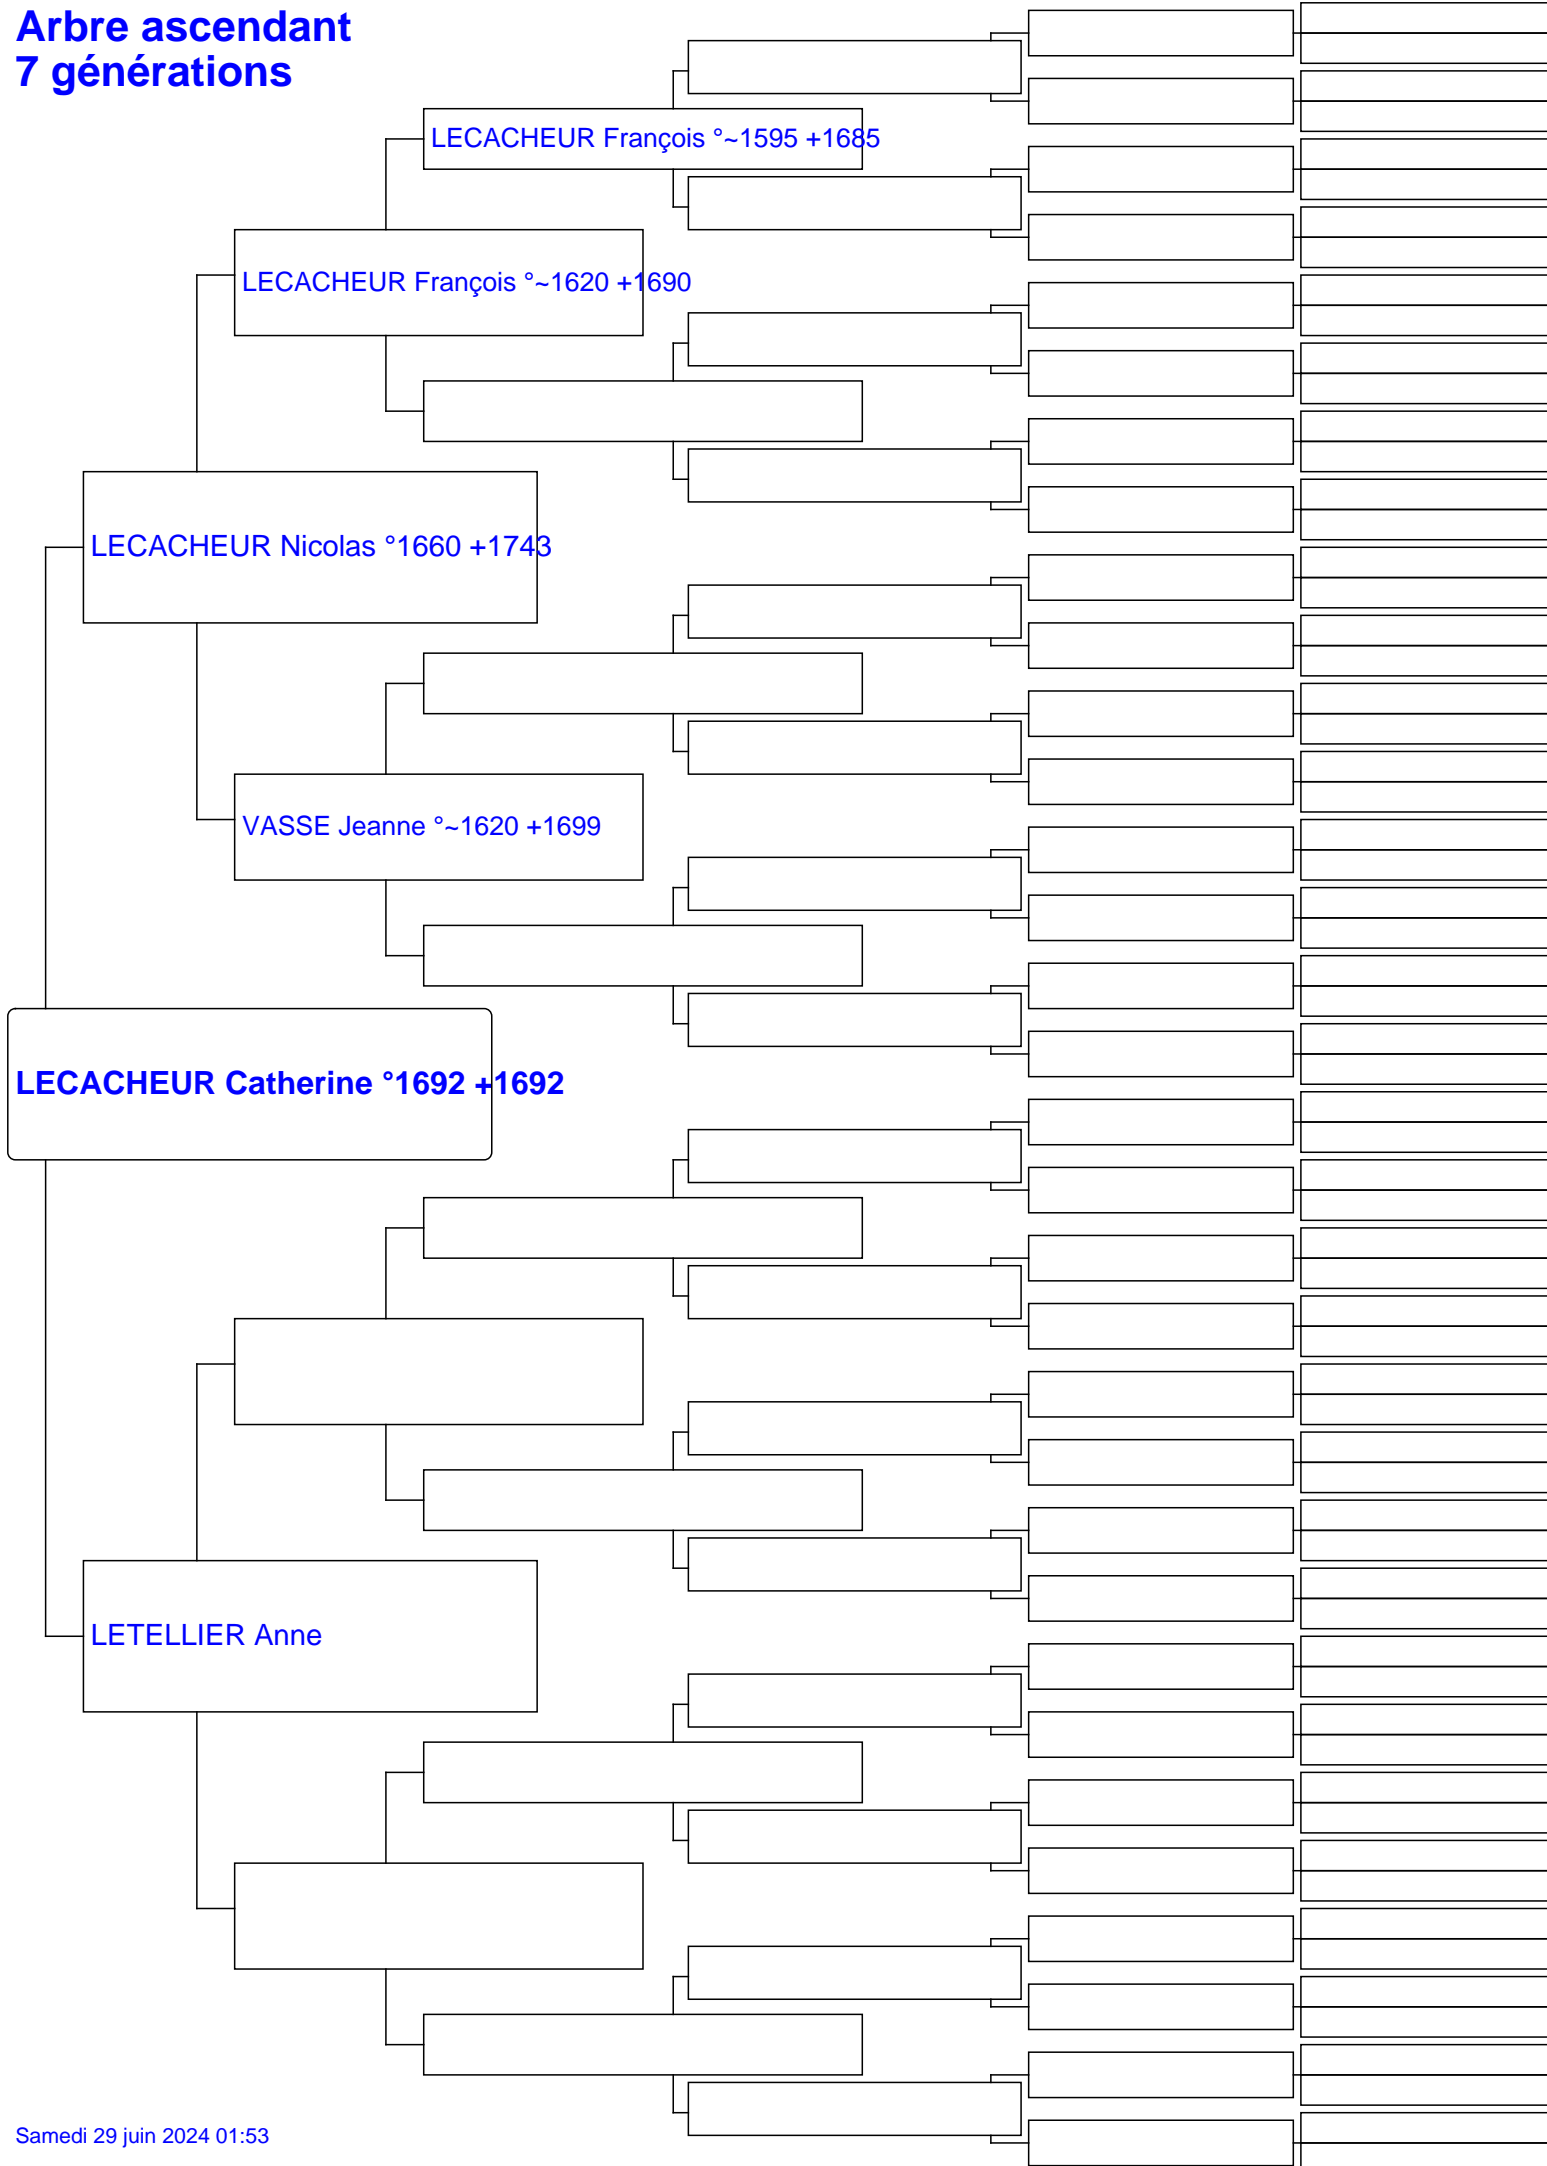 Arbre ascendant
7 générations
LECACHEUR François °~1595 +1685
LECACHEUR François °~1620 +1690
LECACHEUR Nicolas °1660 +1743
VASSE Jeanne °~1620 +1699
LECACHEUR Catherine °1692 +1692
LETELLIER Anne
Samedi 29 juin 2024 01:53